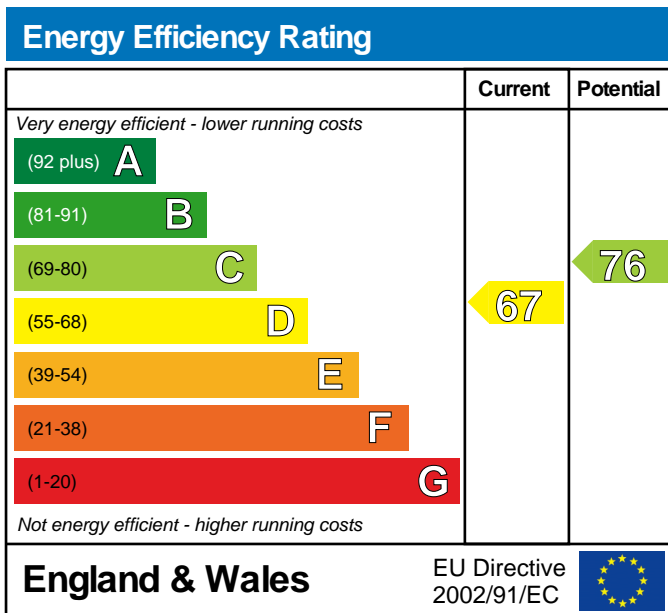 Energy Efficiency Rating
Current Potential
Very energy efficient - lower running costs
(92 plus) A
(81-91) B
(69-80) C
76
(55-68) D
67
(39-54) E
(21-38) F
(1-20) G
Not energy efficient - higher running costs
England & Wales
EU Directive
2002/91/EC